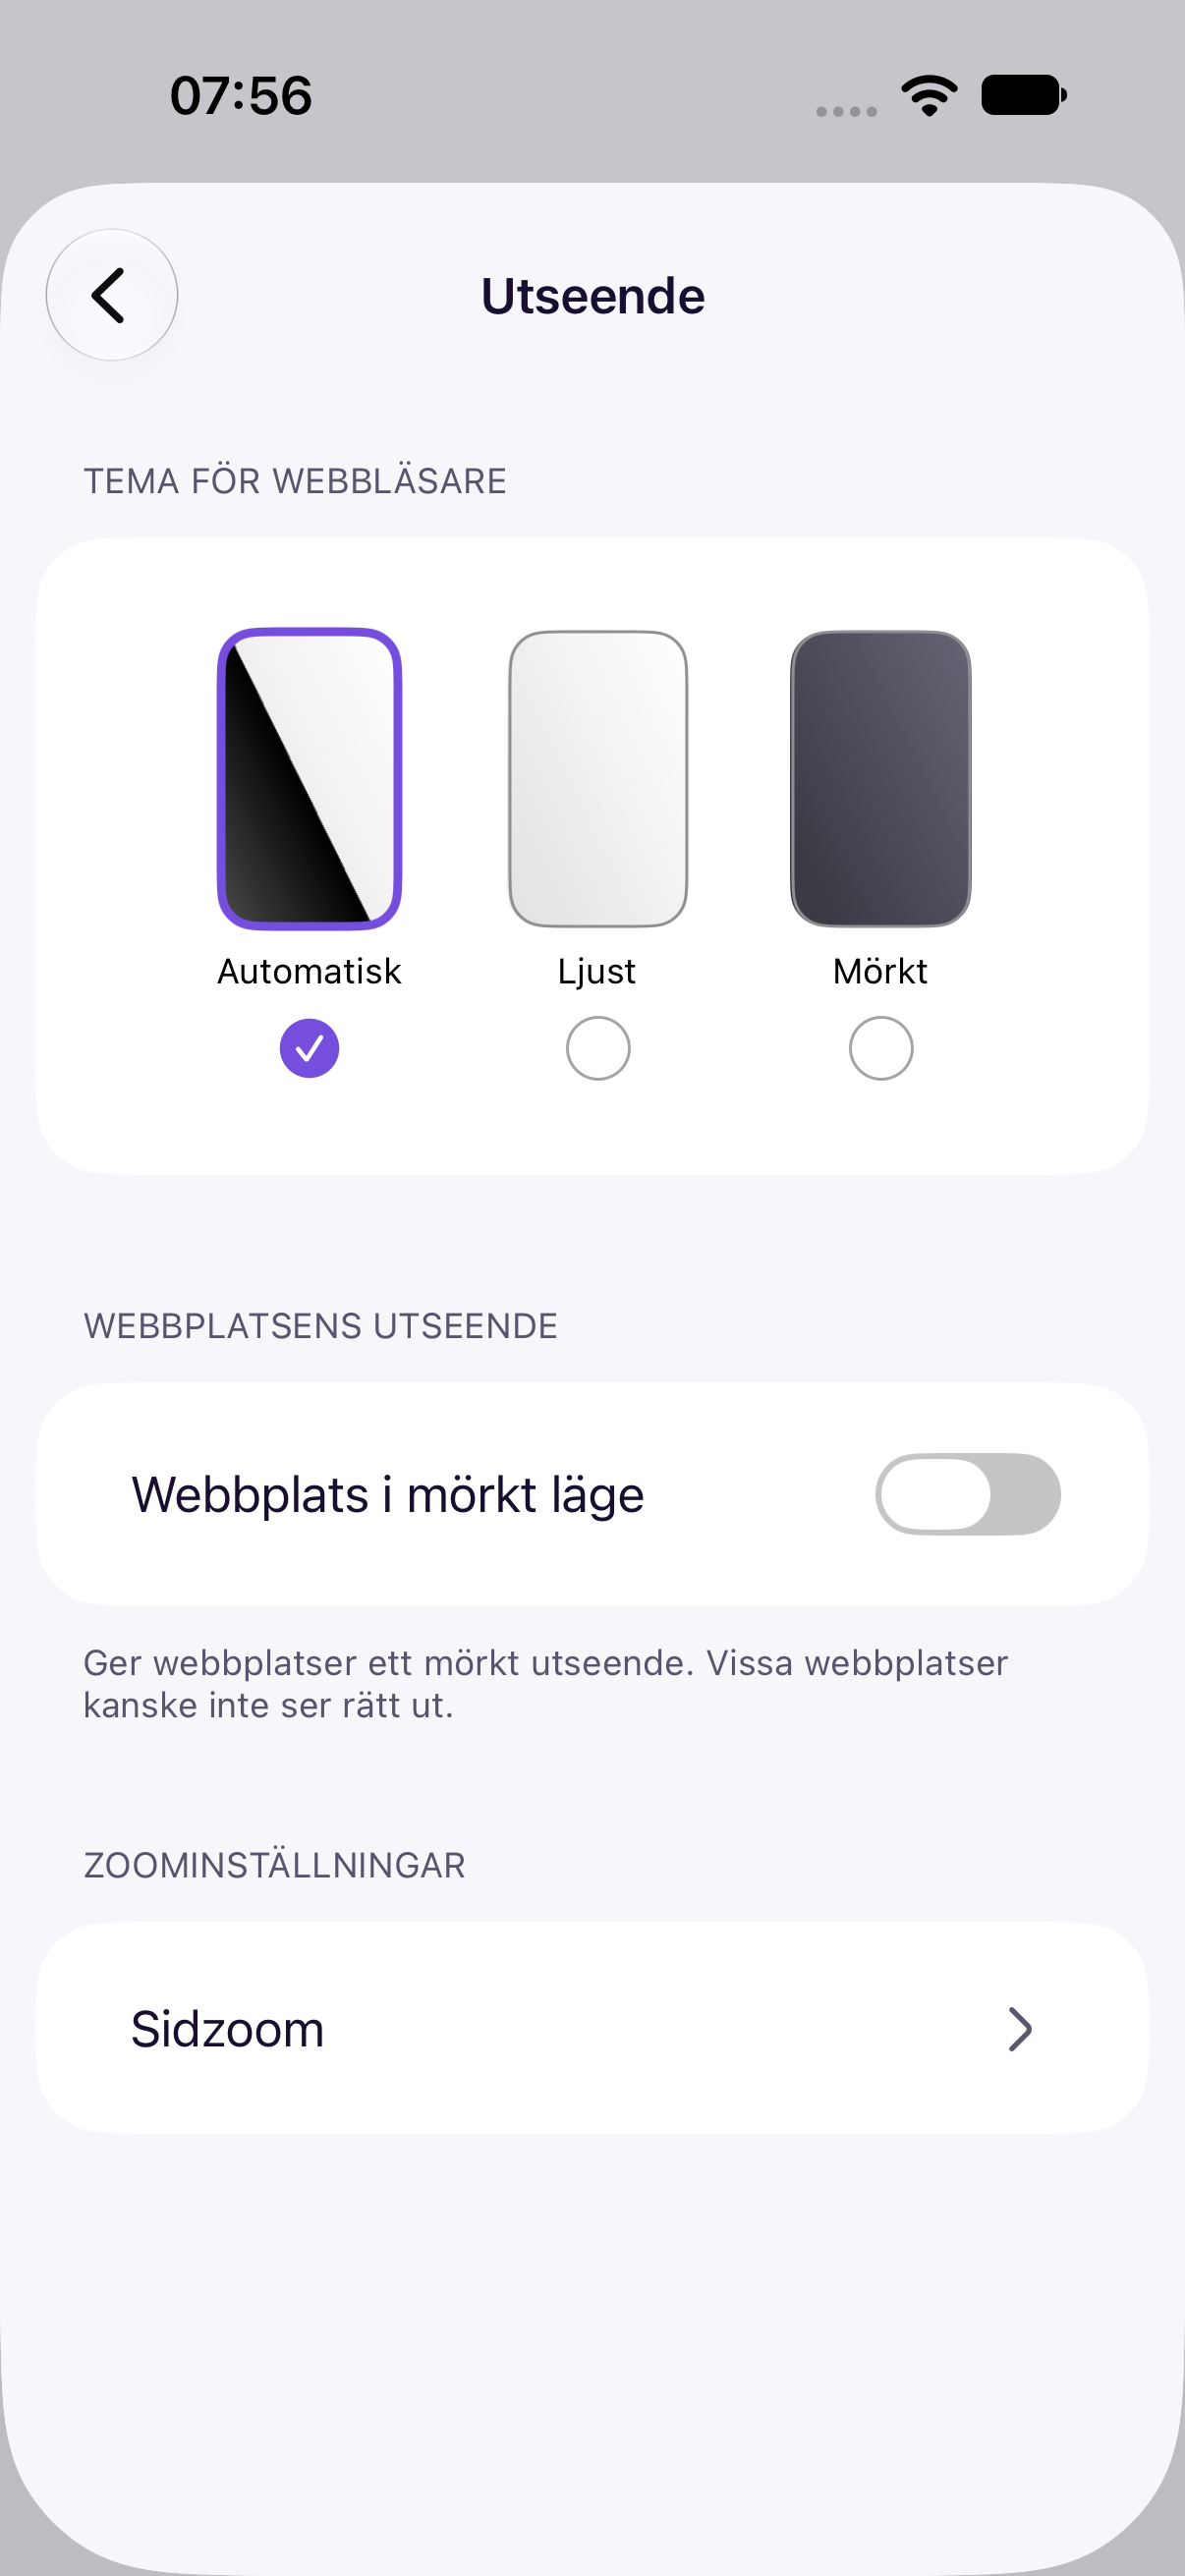 07:56
Utseende
TEMA FÖR WEBBLÄSARE
Automatisk
Ljust
Mörkt
WEBBPLATSENS UTSEENDE
Webbplats i mörkt läge
Ger webbplatser ett mörkt utseende. Vissa webbplatser
kanske inte ser rätt ut.
ZOOMINSTÄLLNINGAR
Sidzoom